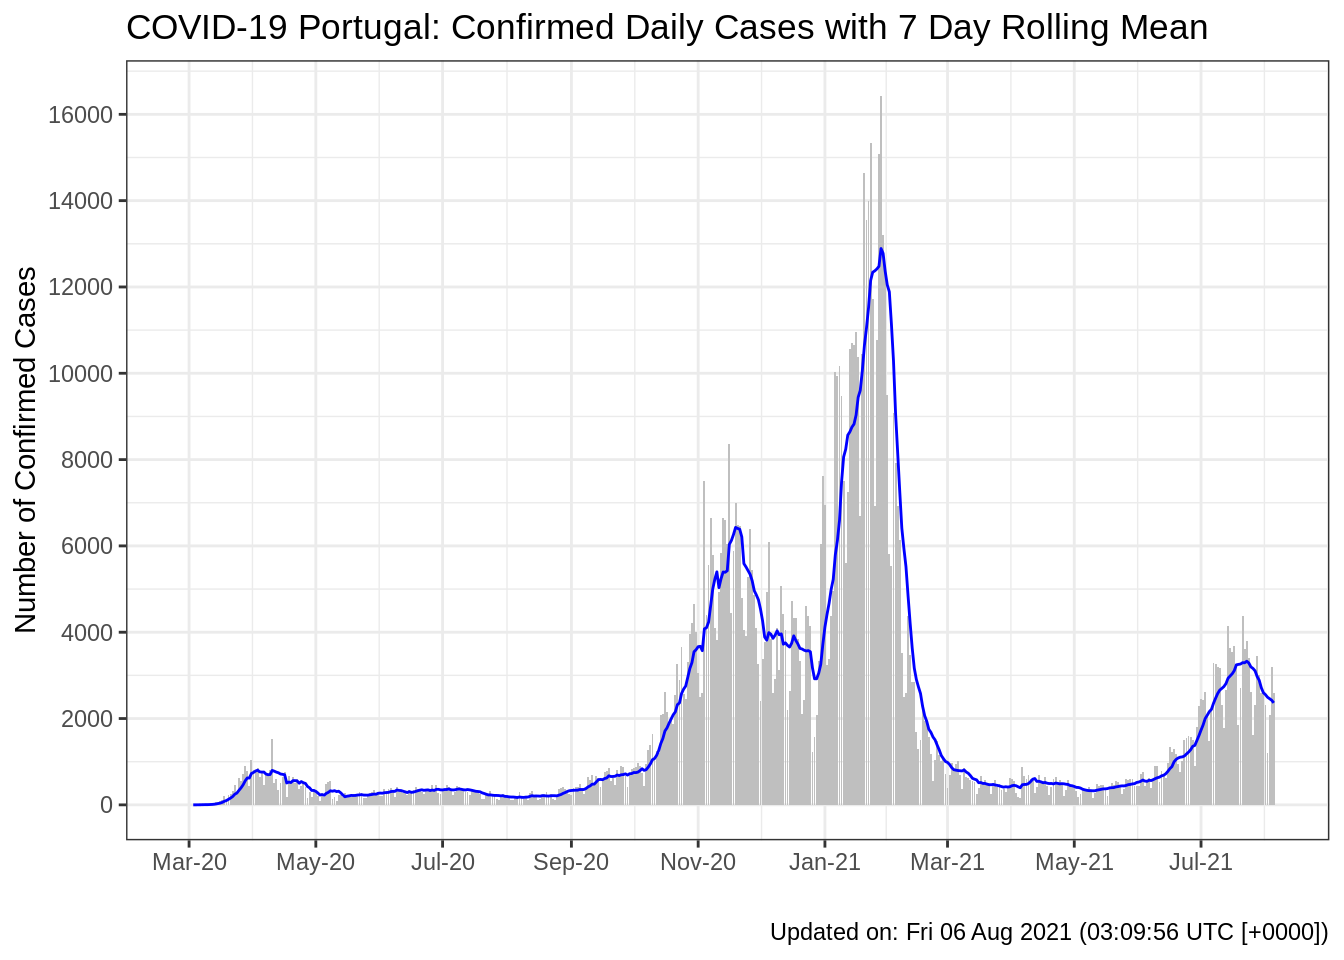 COVID-19 Portugal: Confirmed Daily Cases with 7 Day Rolling Mean
Number of Confirmed Cases
16000
14000
12000
10000
8000
6000
4000
2000
0
Mar-20 May-20 Jul-20 Sep-20 Nov-20 Jan-21 Mar-21 May-21 Jul-21
Updated on: Fri 06 Aug 2021 (03:09:56 UTC [+0000])